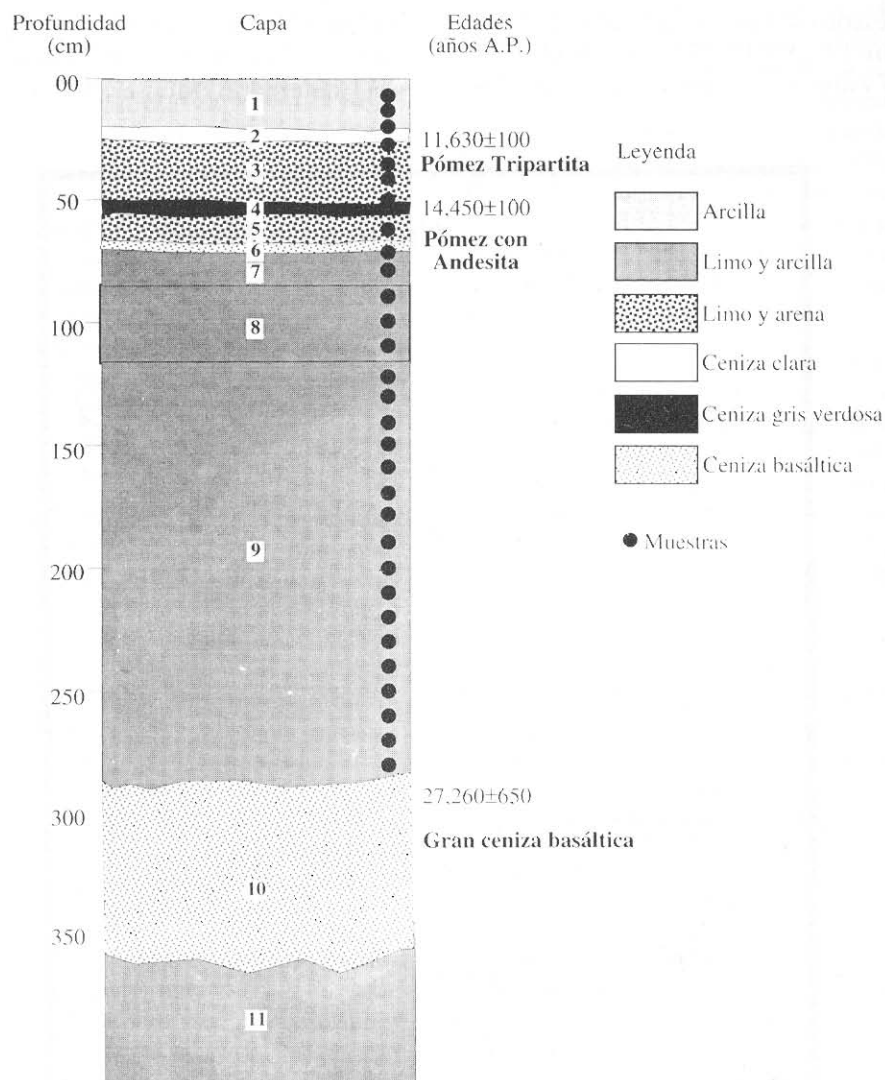 Profundidad
(cm)
Capa
Edades
(años A.P.)
00
50
100
150
200
250
300
350
1
2
3
4
5
6
7
8
9
10
11
11,630±100
Pómez Tripartita
14,450±100
Pómez con
Andesita
27,260±650
Gran ceniza basáltica
Leyenda
Arcilla
Limo y arcilla
Limo y arena
Ceniza clara
Ceniza gris verdosa
Ceniza basáltica
Muestras